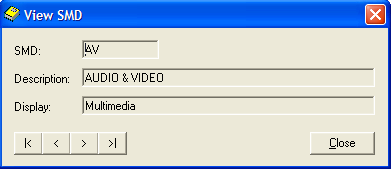 View SMD
SMD: AV
Description: AUDIO & VIDEO
Display: Multimedia
Close